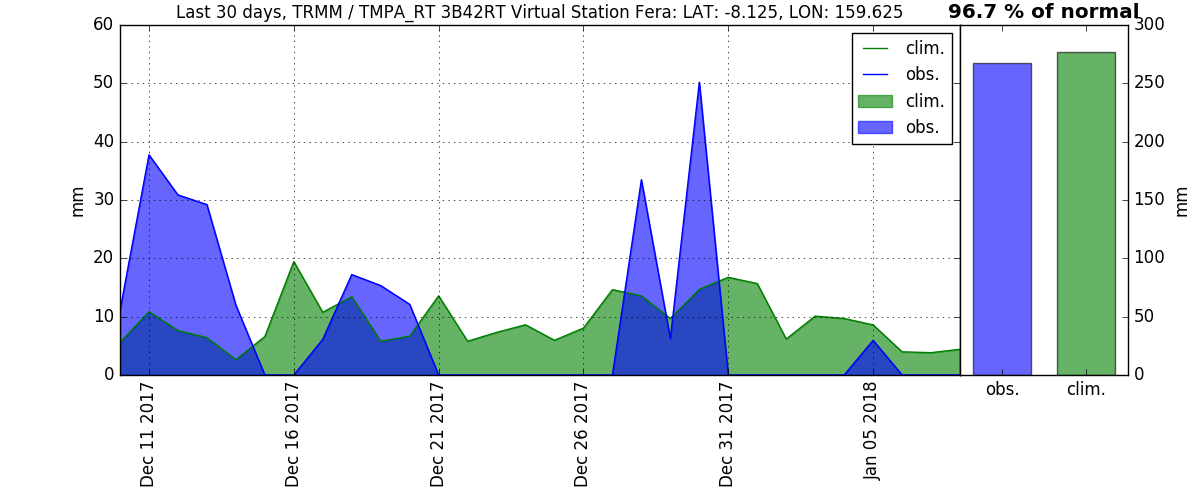 Last 30 days, TRMM / TMPA_RT 3B42RT Virtual Station Fera: LAT: -8.125, LON: 159.625
96.7 % of normal
60
50
40
30
20
10
0
mm
clim.
obs.
clim.
obs.
300
250
200
150
100
50
0
mm
Dec 11 2017
Dec 16 2017
Dec 21 2017
Dec 26 2017
Dec 31 2017
Jan 05 2018
obs.
clim.